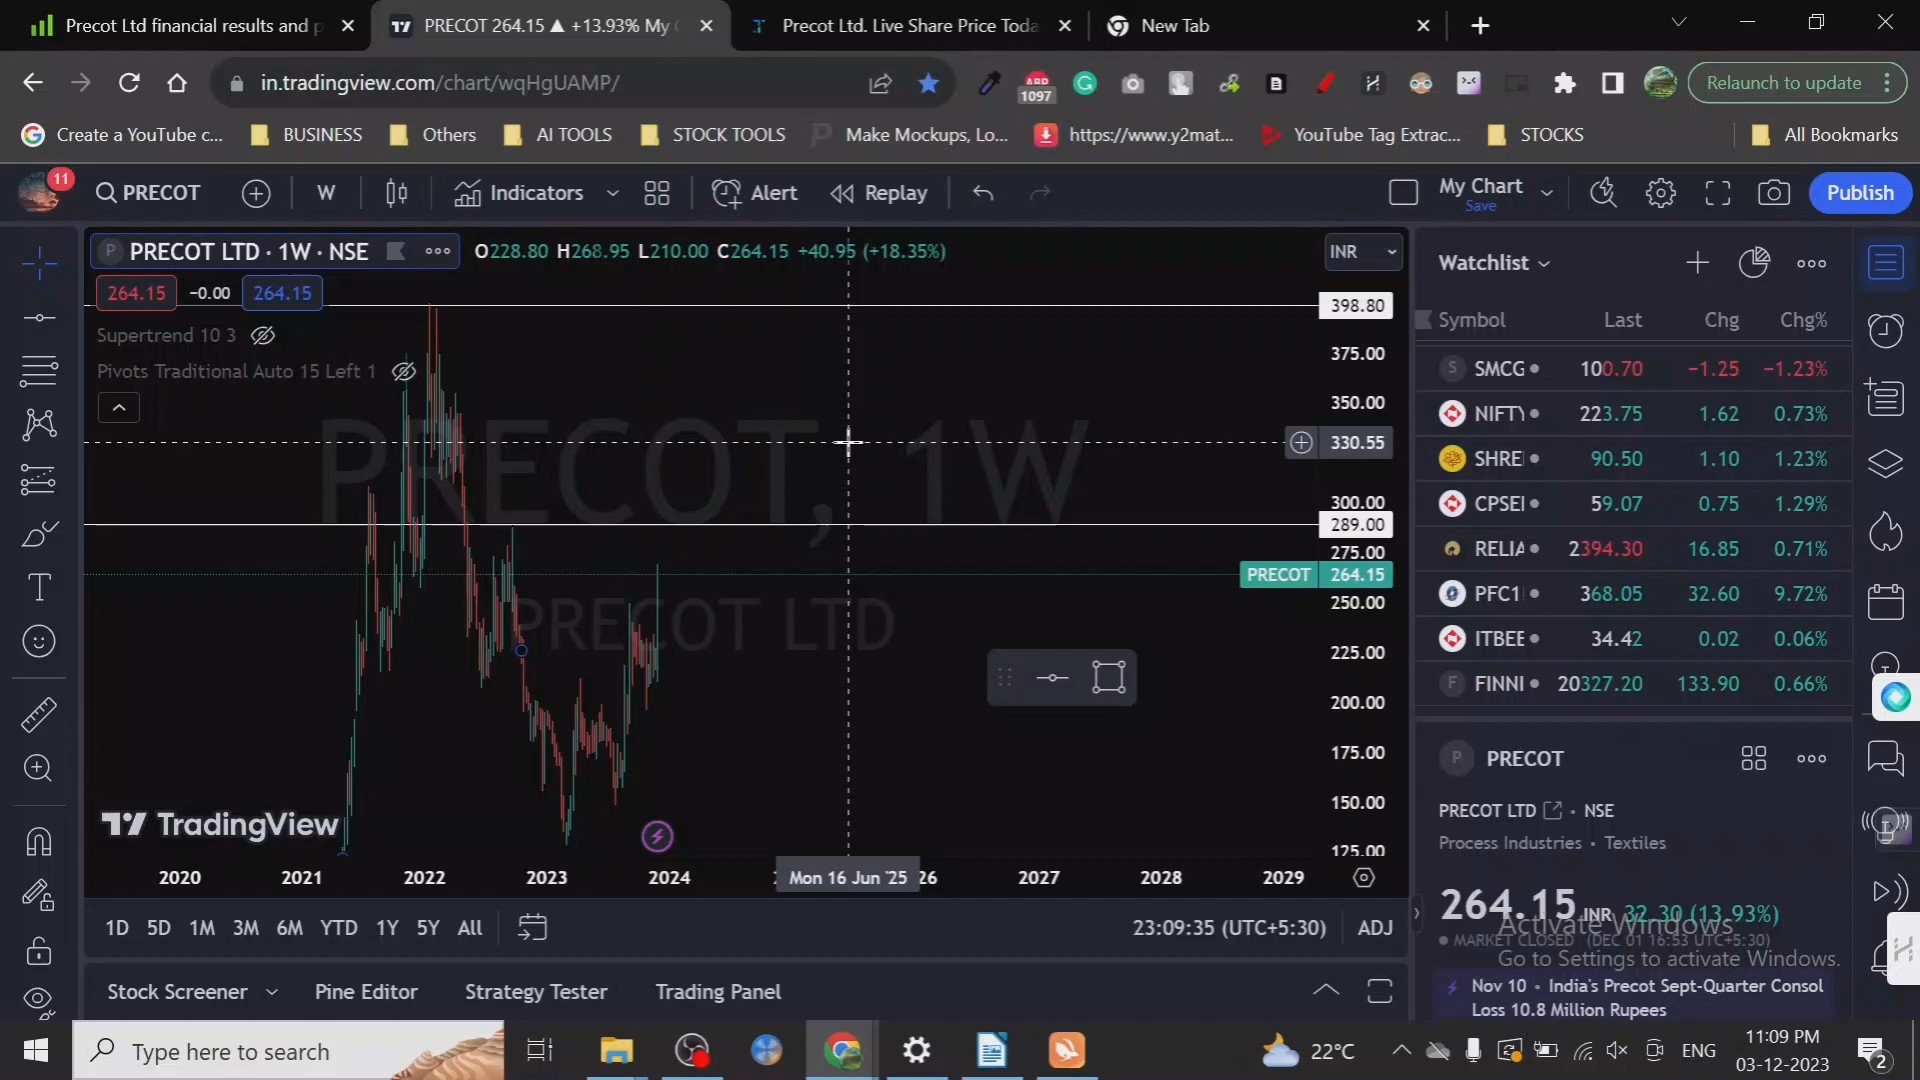 Precot Ltd financial results and p
PRECOT 264.15 ▲ +13.93% My C
Precot Ltd. Live Share Price Toda
New Tab
in.tradingview.com/chart/wqHgUAMP/
1097
Relaunch to update
Create a YouTube c...
BUSINESS
Others
AI TOOLS
STOCK TOOLS
Make Mockups, Lo...
https://www.y2mat...
YouTube Tag Extrac...
STOCKS
All Bookmarks
11
PRECOT
W
Indicators
Alert
Replay
My Chart
Save
Publish
PRECOT LTD · 1W · NSE
O228.80 H268.95 L210.00 C264.15 +40.95 (+18.35%)
INR
264.15 −0.00 264.15
Supertrend 10 3
Pivots Traditional Auto 15 Left 1
PRECOT, 1W
PRECOT LTD
398.80
375.00
350.00
330.55
300.00
289.00
275.00
PRECOT 264.15
250.00
225.00
200.00
175.00
150.00
125.00
TradingView
2020 2021 2022 2023 2024 Mon 16 Jun '25 26 2027 2028 2029
1D 5D 1M 3M 6M YTD 1Y 5Y All
23:09:35 (UTC+5:30) ADJ
Stock Screener
Pine Editor
Strategy Tester
Trading Panel
Watchlist
Symbol Last Chg Chg%
SMCG 100.70 −1.25 −1.23%
NIFTY 223.75 1.62 0.73%
SHRE 90.50 1.10 1.23%
CPSEI 59.07 0.75 1.29%
RELIA 2394.30 16.85 0.71%
PFC1 368.05 32.60 9.72%
ITBEE 34.42 0.02 0.06%
FINNI 20327.20 133.90 0.66%
P PRECOT
PRECOT LTD · NSE
Process Industries · Textiles
264.15 INR 32.30 (13.93%)
MARKET CLOSED (DEC 01 16:53 UTC+5:30)
Activate Windows
Go to Settings to activate Windows.
Nov 10 · India's Precot Sept-Quarter Consol
Loss 10.8 Million Rupees
Type here to search
22°C
ENG
11:09 PM
03-12-2023
2